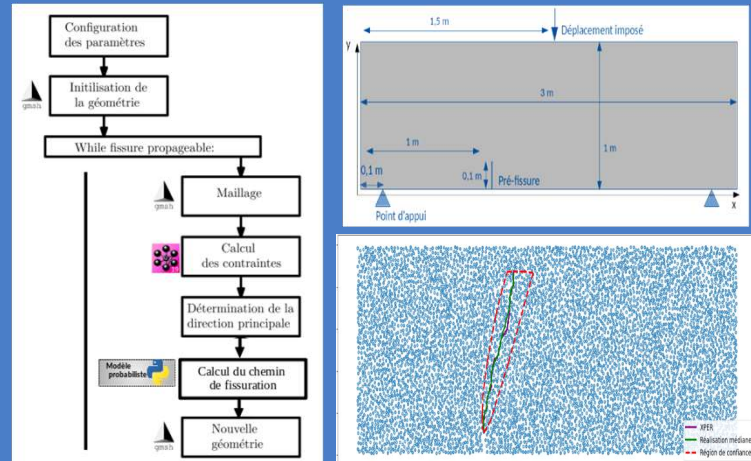 Configuration
des paramètres
gmsh
Initilisation de
la géométrie
While fissure propageable:
gmsh
Maillage
Calcul
des contraintes
Détermination de la
direction principale
Modèle
probabiliste
Calcul du chemin
de fissuration
gmsh
Nouvelle
géométrie
1,5 m
Déplacement imposé
y
3 m
1 m
1 m
0,1 m
0,1 m
Pré-fissure
x
Point d'appui
XPER
Réalisation médiane
Région de confiance